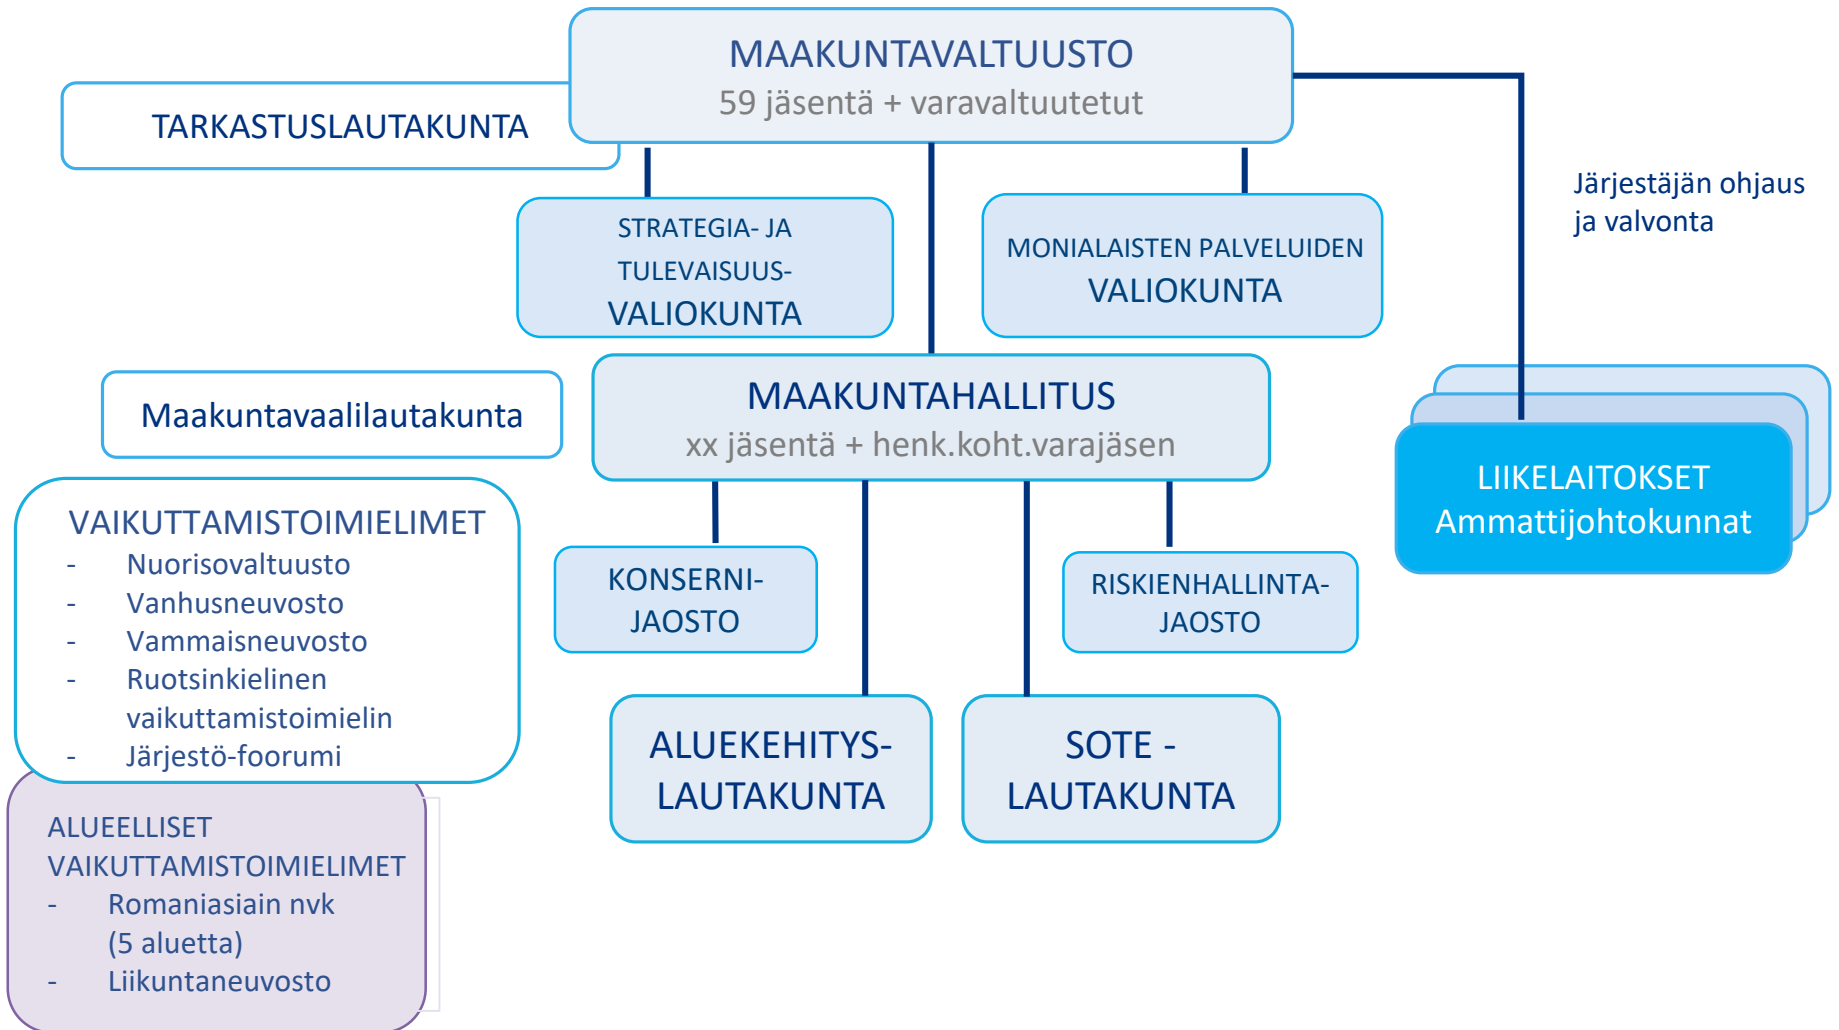 MAAKUNTAVALTUUSTO
59 jäsentä + varavaltuutetut
TARKASTUSLAUTAKUNTA
Järjestäjän ohjaus
ja valvonta
STRATEGIA- JA
TULEVAISUUS-
VALIOKUNTA
MONIALAISTEN PALVELUIDEN
VALIOKUNTA
MAAKUNTAHALLITUS
xx jäsentä + henk.koht.varajäsen
Maakuntavaalilautakunta
LIIKELAITOKSET
Ammattijohtokunnat
VAIKUTTAMISTOIMIELIMET
- Nuorisovaltuusto
- Vanhusneuvosto
- Vammaisneuvosto
- Ruotsinkielinen
vaikuttamistoimielin
- Järjestö-foorumi
KONSERNI-
JAOSTO
RISKIENHALLINTA-
JAOSTO
ALUEKEHITYS-
LAUTAKUNTA
SOTE -
LAUTAKUNTA
ALUEELLISET
VAIKUTTAMISTOIMIELIMET
- Romaniasiain nvk
(5 aluetta)
- Liikuntaneuvosto